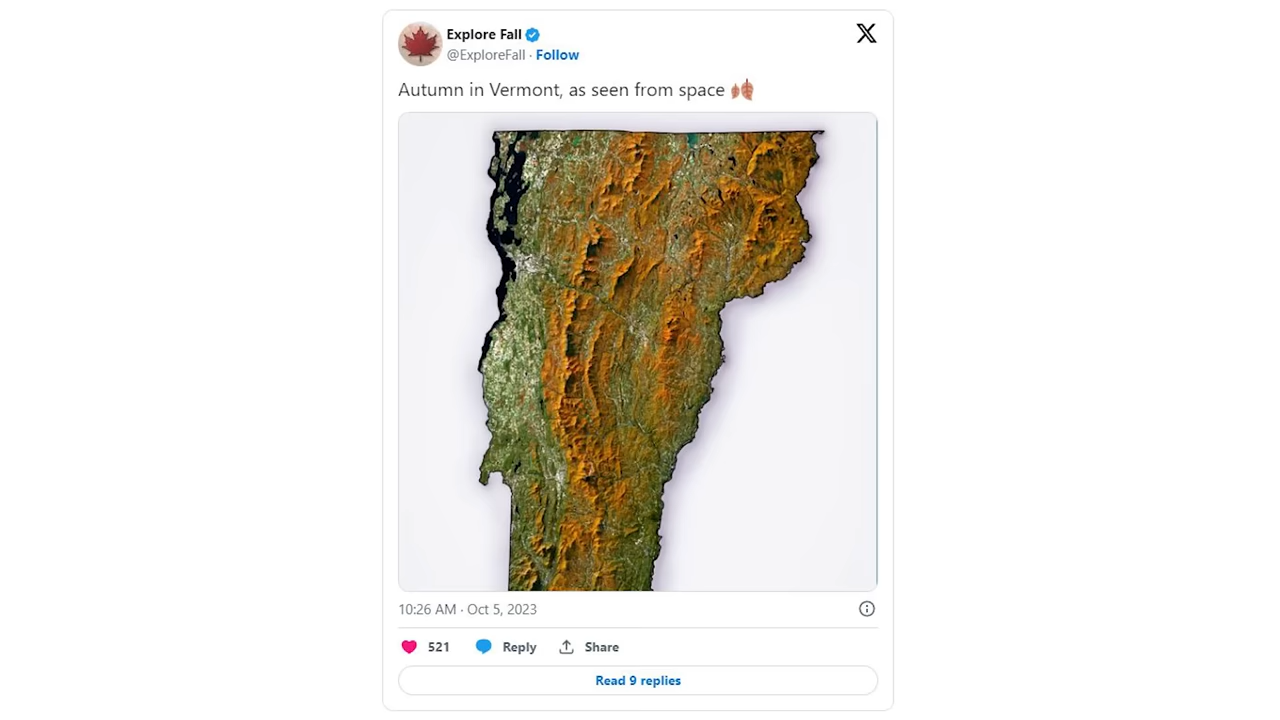 Explore Fall
@ExploreFall · Follow
Autumn in Vermont, as seen from space 🍂
10:26 AM · Oct 5, 2023
521 Reply Share
Read 9 replies